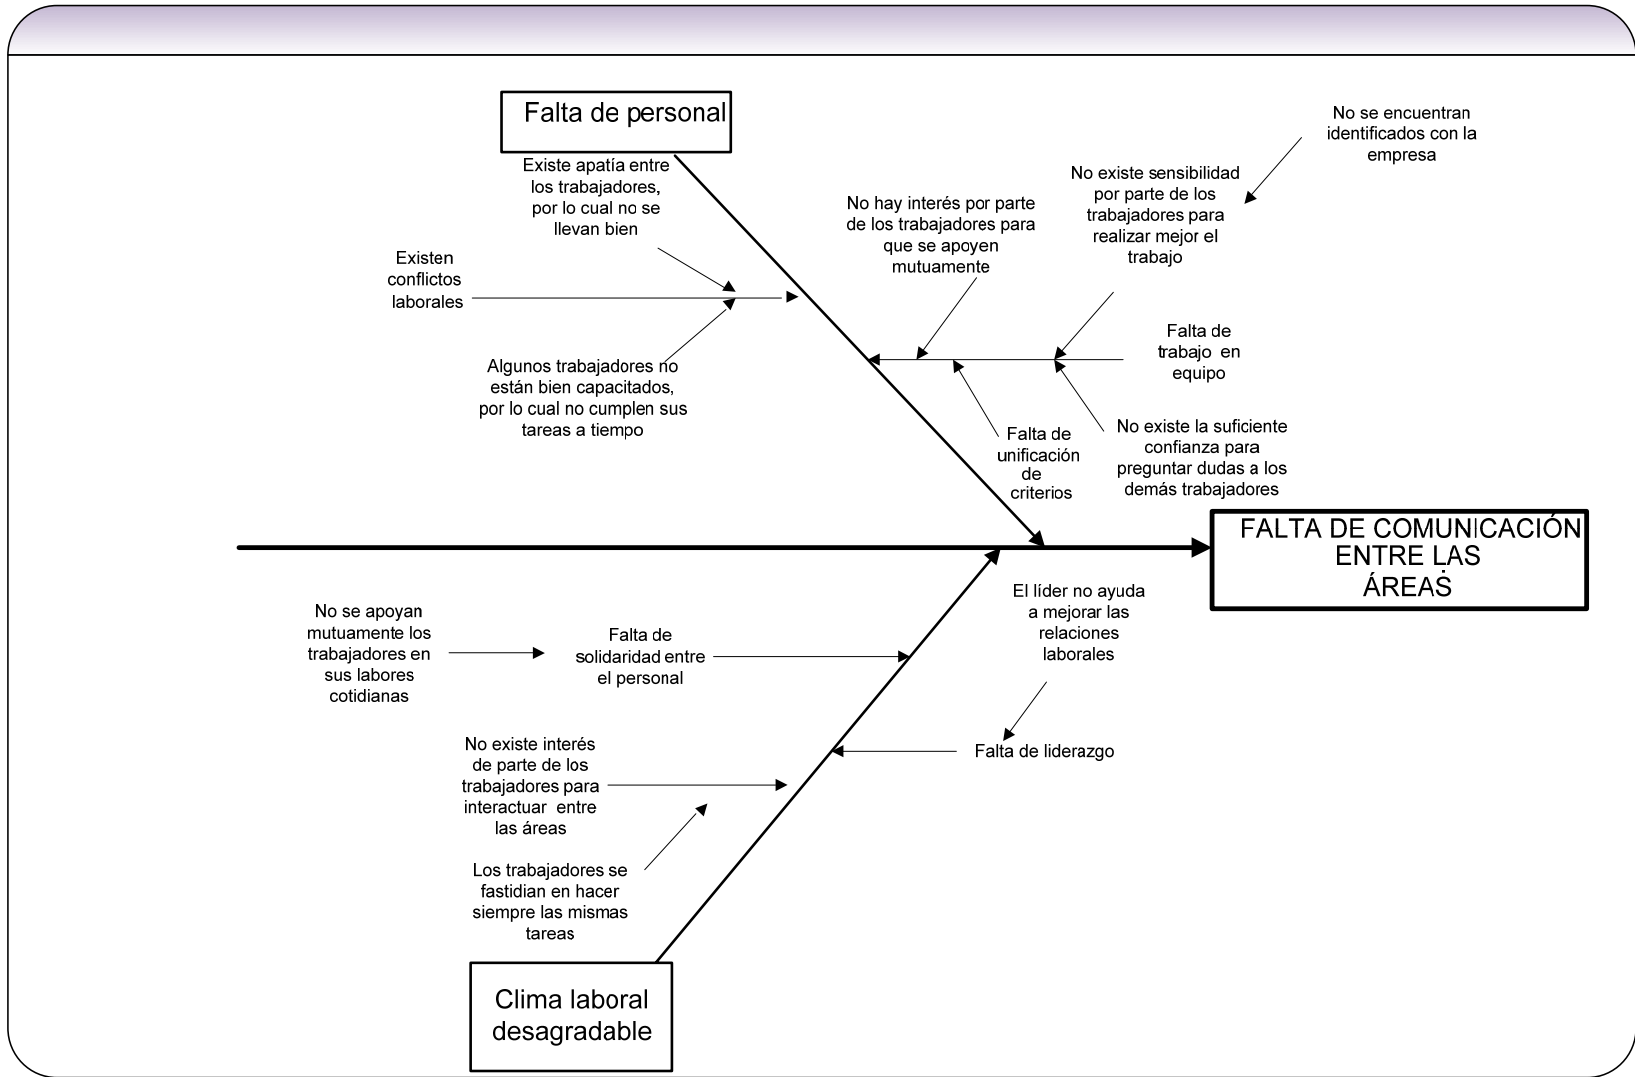 Falta de personal
Existe apatía entre
los trabajadores,
por lo cual no se
llevan bien
Existen
conflictos
laborales
Algunos trabajadores no
están bien capacitados,
por lo cual no cumplen sus
tareas a tiempo
No hay interés por parte
de los trabajadores para
que se apoyen
mutuamente
No existe sensibilidad
por parte de los
trabajadores para
realizar mejor el
trabajo
No se encuentran
identificados con la
empresa
Falta de
trabajo en
equipo
Falta de
unificación
de
criterios
No existe la suficiente
confianza para
preguntar dudas a los
demás trabajadores
FALTA DE COMUNICACIÓN
ENTRE LAS
ÁREAS
No se apoyan
mutuamente los
trabajadores en
sus labores
cotidianas
Falta de
solidaridad entre
el personal
El líder no ayuda
a mejorar las
relaciones
laborales
Falta de liderazgo
No existe interés
de parte de los
trabajadores para
interactuar entre
las áreas
Los trabajadores se
fastidian en hacer
siempre las mismas
tareas
Clima laboral
desagradable